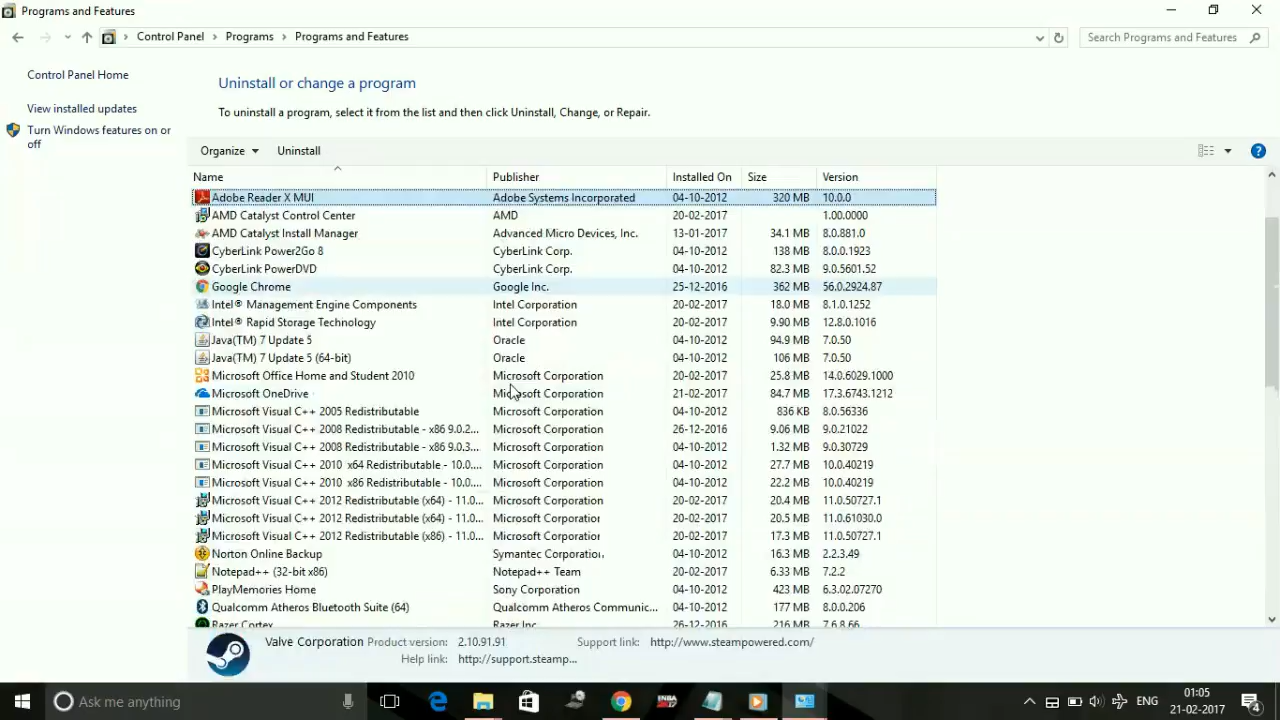 Programs and Features
Control Panel > Programs > Programs and Features
Search Programs and Features
Control Panel Home
View installed updates
Turn Windows features on or off
Uninstall or change a program
To uninstall a program, select it from the list and then click Uninstall, Change, or Repair.
Organize Uninstall
Name Publisher Installed On Size Version
Adobe Reader X MUI Adobe Systems Incorporated 04-10-2012 320 MB 10.0.0
AMD Catalyst Control Center AMD 20-02-2017 1.00.0000
AMD Catalyst Install Manager Advanced Micro Devices, Inc. 13-01-2017 34.1 MB 8.0.881.0
CyberLink Power2Go 8 CyberLink Corp. 04-10-2012 138 MB 8.0.0.1923
CyberLink PowerDVD CyberLink Corp. 04-10-2012 82.3 MB 9.0.5601.52
Google Chrome Google Inc. 25-12-2016 362 MB 56.0.2924.87
Intel® Management Engine Components Intel Corporation 20-02-2017 18.0 MB 8.1.0.1252
Intel® Rapid Storage Technology Intel Corporation 20-02-2017 9.90 MB 12.8.0.1016
Java(TM) 7 Update 5 Oracle 04-10-2012 94.9 MB 7.0.50
Java(TM) 7 Update 5 (64-bit) Oracle 04-10-2012 106 MB 7.0.50
Microsoft Office Home and Student 2010 Microsoft Corporation 20-02-2017 25.8 MB 14.0.6029.1000
Microsoft OneDrive Microsoft Corporation 21-02-2017 84.7 MB 17.3.6743.1212
Microsoft Visual C++ 2005 Redistributable Microsoft Corporation 04-10-2012 836 KB 8.0.56336
Microsoft Visual C++ 2008 Redistributable - x86 9.0.2... Microsoft Corporation 26-12-2016 9.06 MB 9.0.21022
Microsoft Visual C++ 2008 Redistributable - x86 9.0.3... Microsoft Corporation 04-10-2012 1.32 MB 9.0.30729
Microsoft Visual C++ 2010 x64 Redistributable - 10.0.... Microsoft Corporation 04-10-2012 27.7 MB 10.0.40219
Microsoft Visual C++ 2010 x86 Redistributable - 10.0.... Microsoft Corporation 04-10-2012 22.2 MB 10.0.40219
Microsoft Visual C++ 2012 Redistributable (x64) - 11.0... Microsoft Corporation 20-02-2017 20.4 MB 11.0.50727.1
Microsoft Visual C++ 2012 Redistributable (x64) - 11.0... Microsoft Corporation 20-02-2017 20.5 MB 11.0.61030.0
Microsoft Visual C++ 2012 Redistributable (x86) - 11.0... Microsoft Corporation 20-02-2017 17.3 MB 11.0.50727.1
Norton Online Backup Symantec Corporation 04-10-2012 16.3 MB 2.2.3.49
Notepad++ (32-bit x86) Notepad++ Team 20-02-2017 6.33 MB 7.2.2
PlayMemories Home Sony Corporation 04-10-2012 423 MB 6.3.02.07270
Qualcomm Atheros Bluetooth Suite (64) Qualcomm Atheros Communic... 04-10-2012 177 MB 8.0.0.206
Razer Cortex Razer Inc. 26-12-2016 216 MB 7.6.8.66
Valve Corporation Product version: 2.10.91.91 Support link: http://www.steampowered.com/
Help link: http://support.steamp...
Ask me anything
ENG
01:05
21-02-2017
4